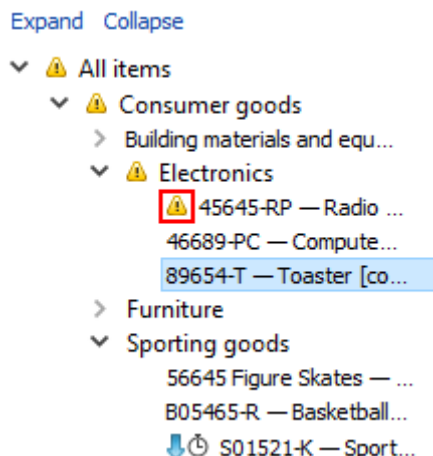 Expand Collapse
All items
Consumer goods
Building materials and equ...
Electronics
45645-RP — Radio ...
46689-PC — Compute...
89654-T — Toaster [co...
Furniture
Sporting goods
56645 Figure Skates — ...
B05465-R — Basketball...
S01521-K — Sport...